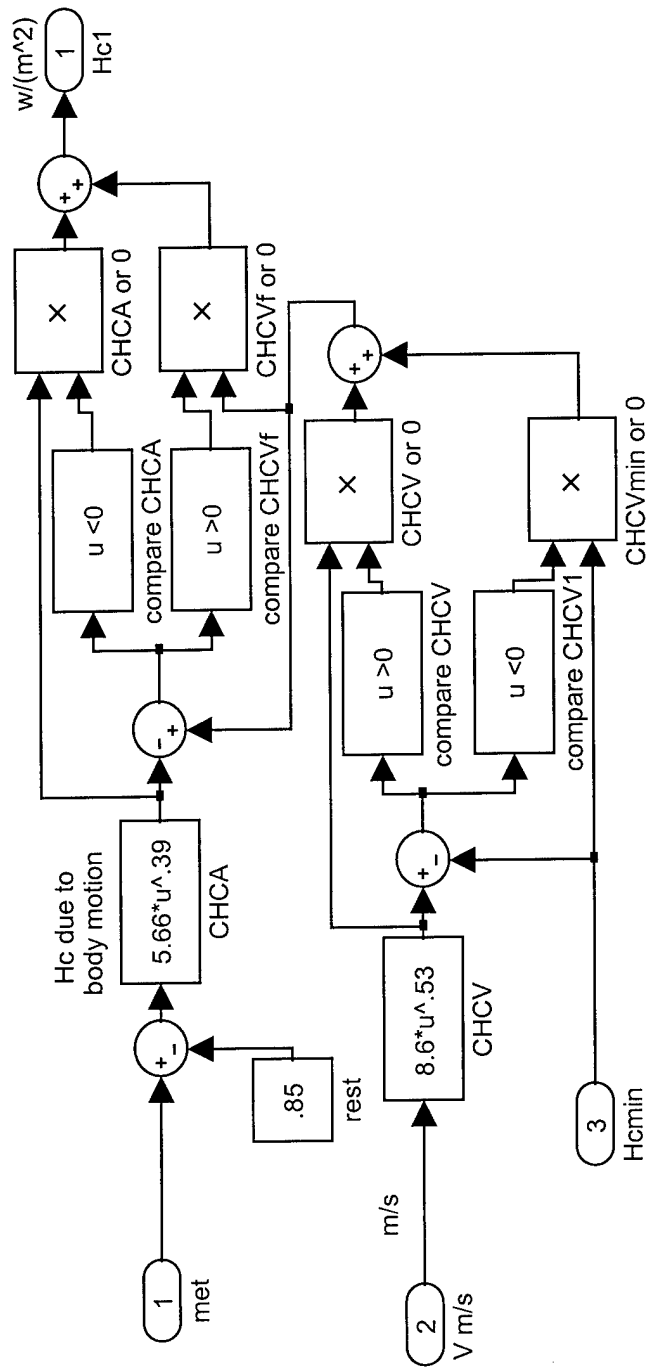 1
met
.85
rest
+
-
Hc due to
body motion
5.66*u^.39
CHCA
-
+
u <0
compare CHCA
u >0
compare CHCVf
×
CHCA or 0
×
CHCVf or 0
+
+
w/(m^2)
1
Hc1
2
V m/s
m/s
8.6*u^.53
CHCV
+
-
u >0
compare CHCV
u <0
compare CHCV1
×
CHCV or 0
×
CHCVmin or 0
+
+
3
Hcmin